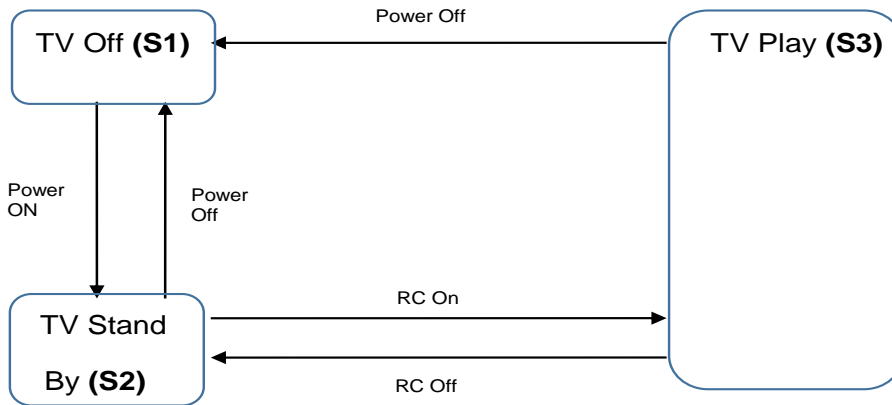 Power Off
TV Off (S1)
TV Play (S3)
Power
ON
Power
Off
RC On
TV Stand
By (S2)
RC Off